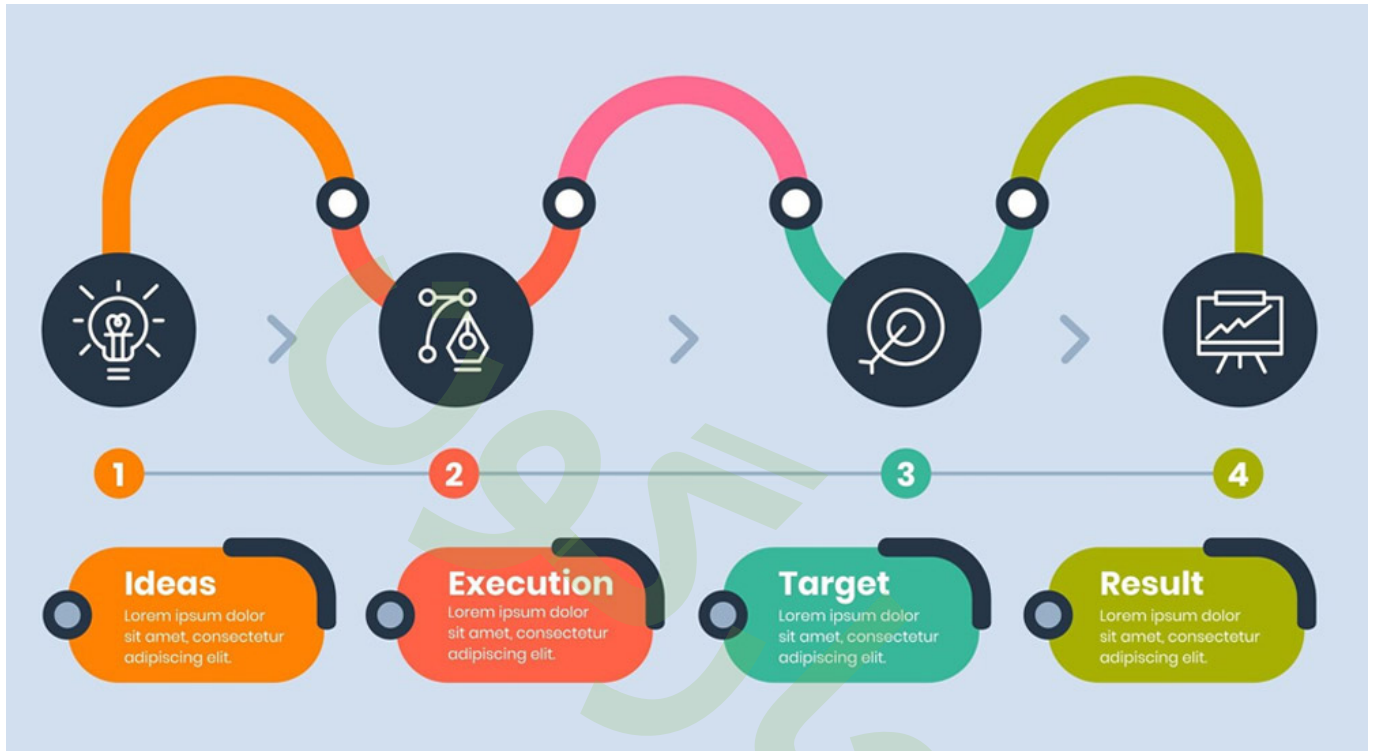 1
2
3
4
Ideas
Lorem ipsum dolor
sit amet, consectetur
adipiscing elit.
Execution
Lorem ipsum dolor
sit amet, consectetur
adipiscing elit.
Target
Lorem ipsum dolor
sit amet, consectetur
adipiscing elit.
Result
Lorem ipsum dolor
sit amet, consectetur
adipiscing elit.